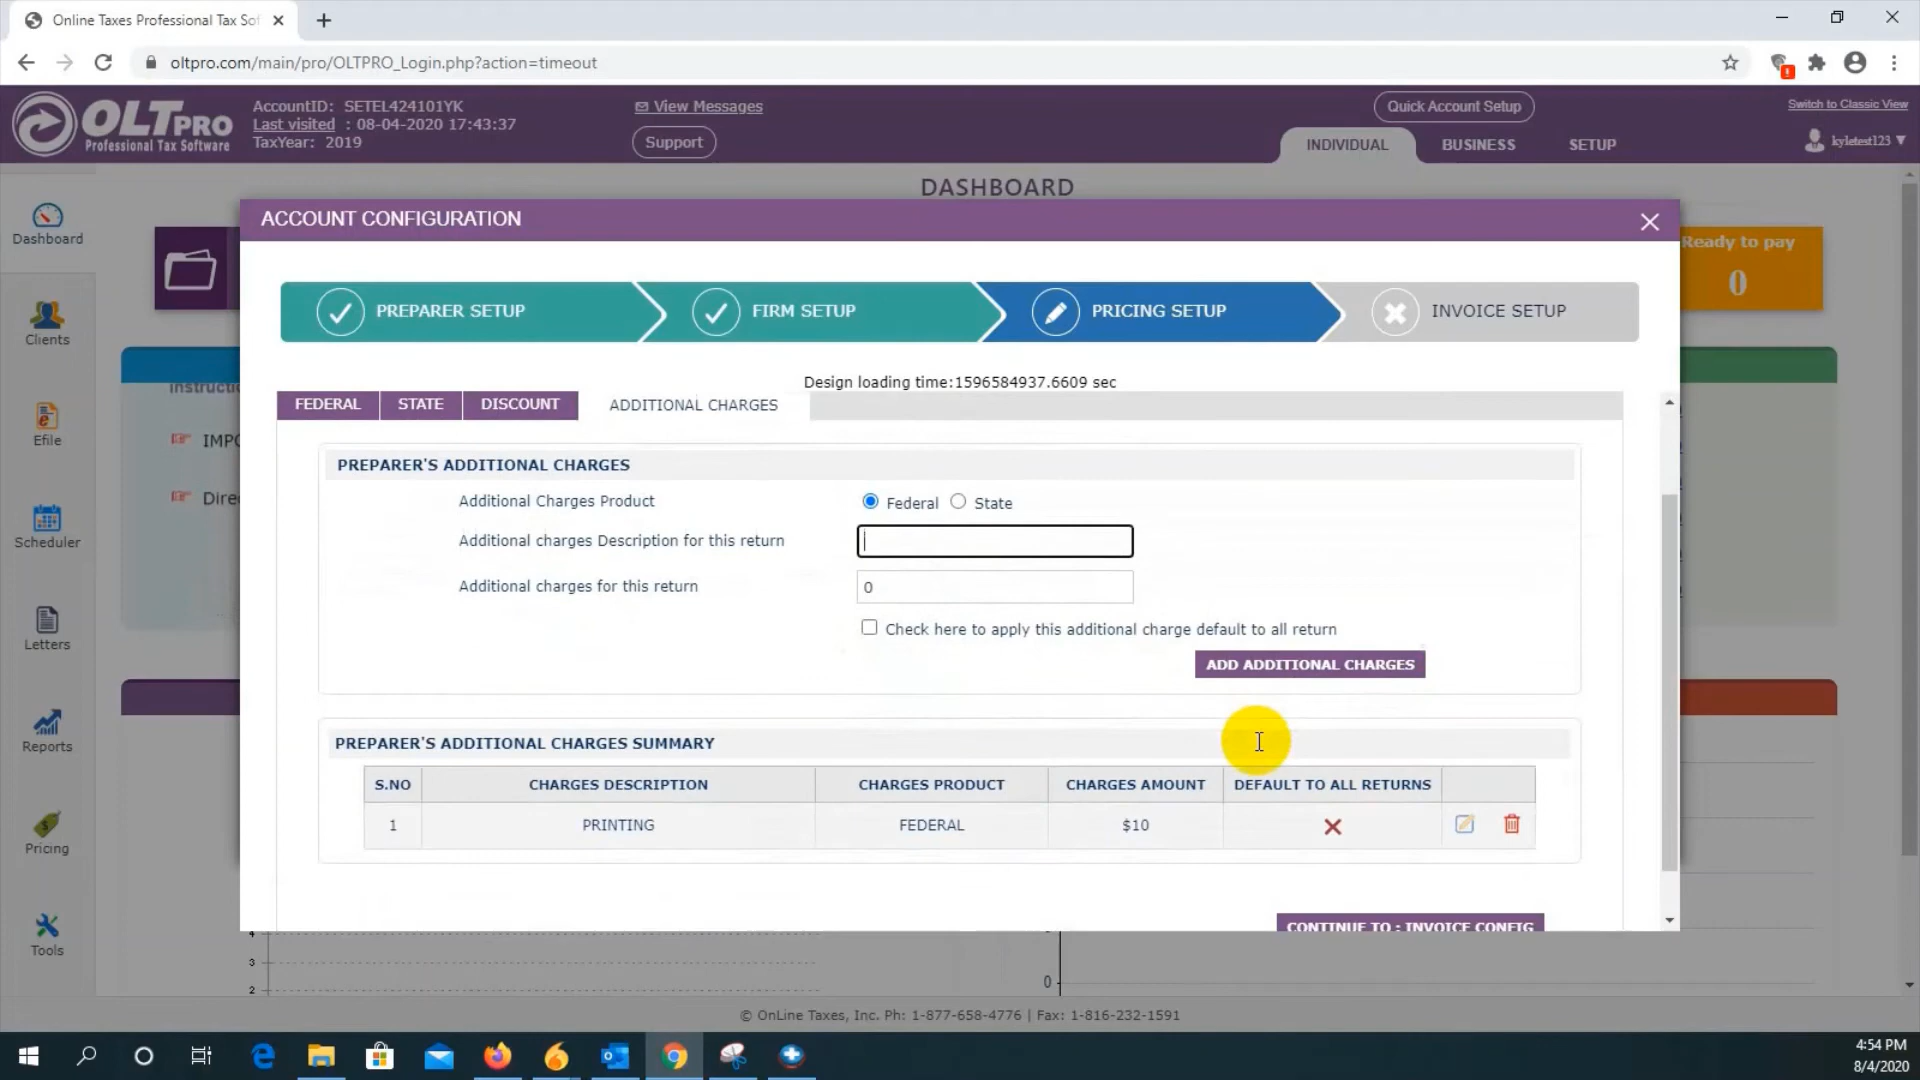 Online Taxes Professional Tax Sof
oltpro.com/main/pro/OLTPRO_Login.php?action=timeout
OLTPRO
Professional Tax Software
AccountID: SETEL424101YK
Last visited : 08-04-2020 17:43:37
TaxYear: 2019
View Messages
Support
Quick Account Setup
Switch to Classic View
INDIVIDUAL
BUSINESS
SETUP
kyletest123
DASHBOARD
Dashboard
Clients
Efile
Scheduler
Letters
Reports
Pricing
Tools
Ready to pay
0
ACCOUNT CONFIGURATION
PREPARER SETUP
FIRM SETUP
PRICING SETUP
INVOICE SETUP
Design loading time:1596584937.6609 sec
FEDERAL
STATE
DISCOUNT
ADDITIONAL CHARGES
PREPARER'S ADDITIONAL CHARGES
Additional Charges Product
Federal
State
Additional charges Description for this return
Additional charges for this return
0
Check here to apply this additional charge default to all return
ADD ADDITIONAL CHARGES
PREPARER'S ADDITIONAL CHARGES SUMMARY
S.NO CHARGES DESCRIPTION CHARGES PRODUCT CHARGES AMOUNT DEFAULT TO ALL RETURNS
1 PRINTING FEDERAL $10
CONTINUE TO : INVOICE CONFIG
Instruction
IMPO
Dire
4
3
2
0
© OnLine Taxes, Inc. Ph: 1-877-658-4776 | Fax: 1-816-232-1591
4:54 PM
8/4/2020